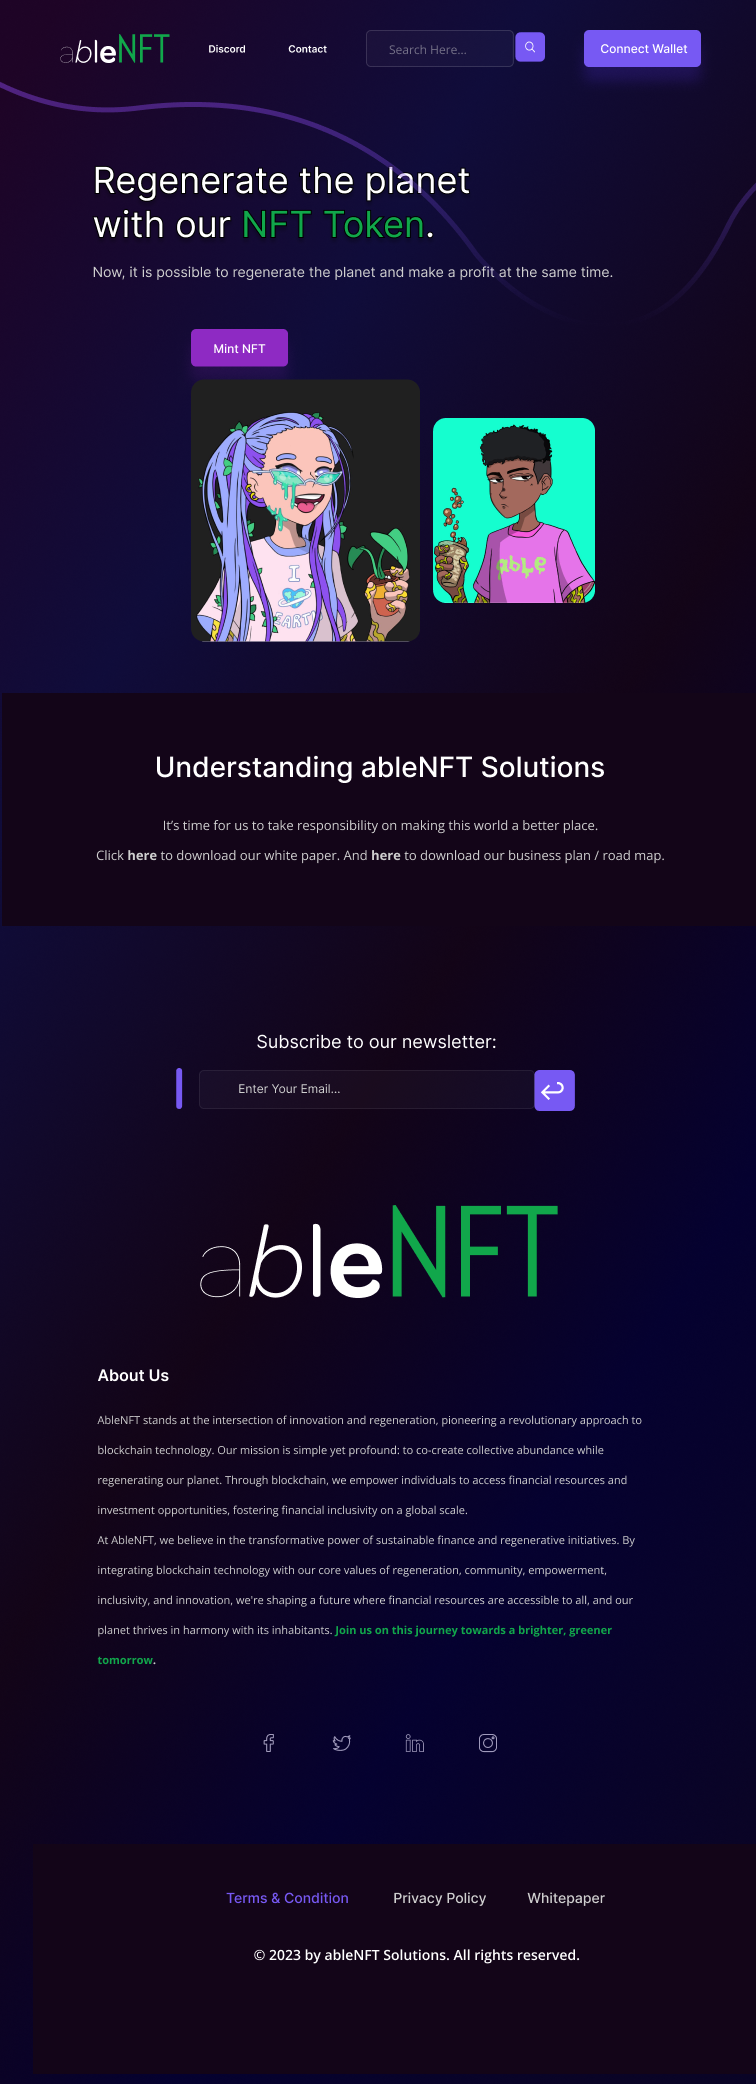 ableNFT
Discord
Contact
Search Here...
Connect Wallet
Regenerate the planet
with our NFT Token.
Now, it is possible to regenerate the planet and make a profit at the same time.
Mint NFT
I
EARTH
able
Understanding ableNFT Solutions
It's time for us to take responsibility on making this world a better place.
Click here to download our white paper. And here to download our business plan / road map.
Subscribe to our newsletter:
Enter Your Email...
ableNFT
About Us
AbleNFT stands at the intersection of innovation and regeneration, pioneering a revolutionary approach to
blockchain technology. Our mission is simple yet profound: to co-create collective abundance while
regenerating our planet. Through blockchain, we empower individuals to access financial resources and
investment opportunities, fostering financial inclusivity on a global scale.
At AbleNFT, we believe in the transformative power of sustainable finance and regenerative initiatives. By
integrating blockchain technology with our core values of regeneration, community, empowerment,
inclusivity, and innovation, we're shaping a future where financial resources are accessible to all, and our
planet thrives in harmony with its inhabitants. Join us on this journey towards a brighter, greener
tomorrow.
Terms & Condition
Privacy Policy
Whitepaper
© 2023 by ableNFT Solutions. All rights reserved.